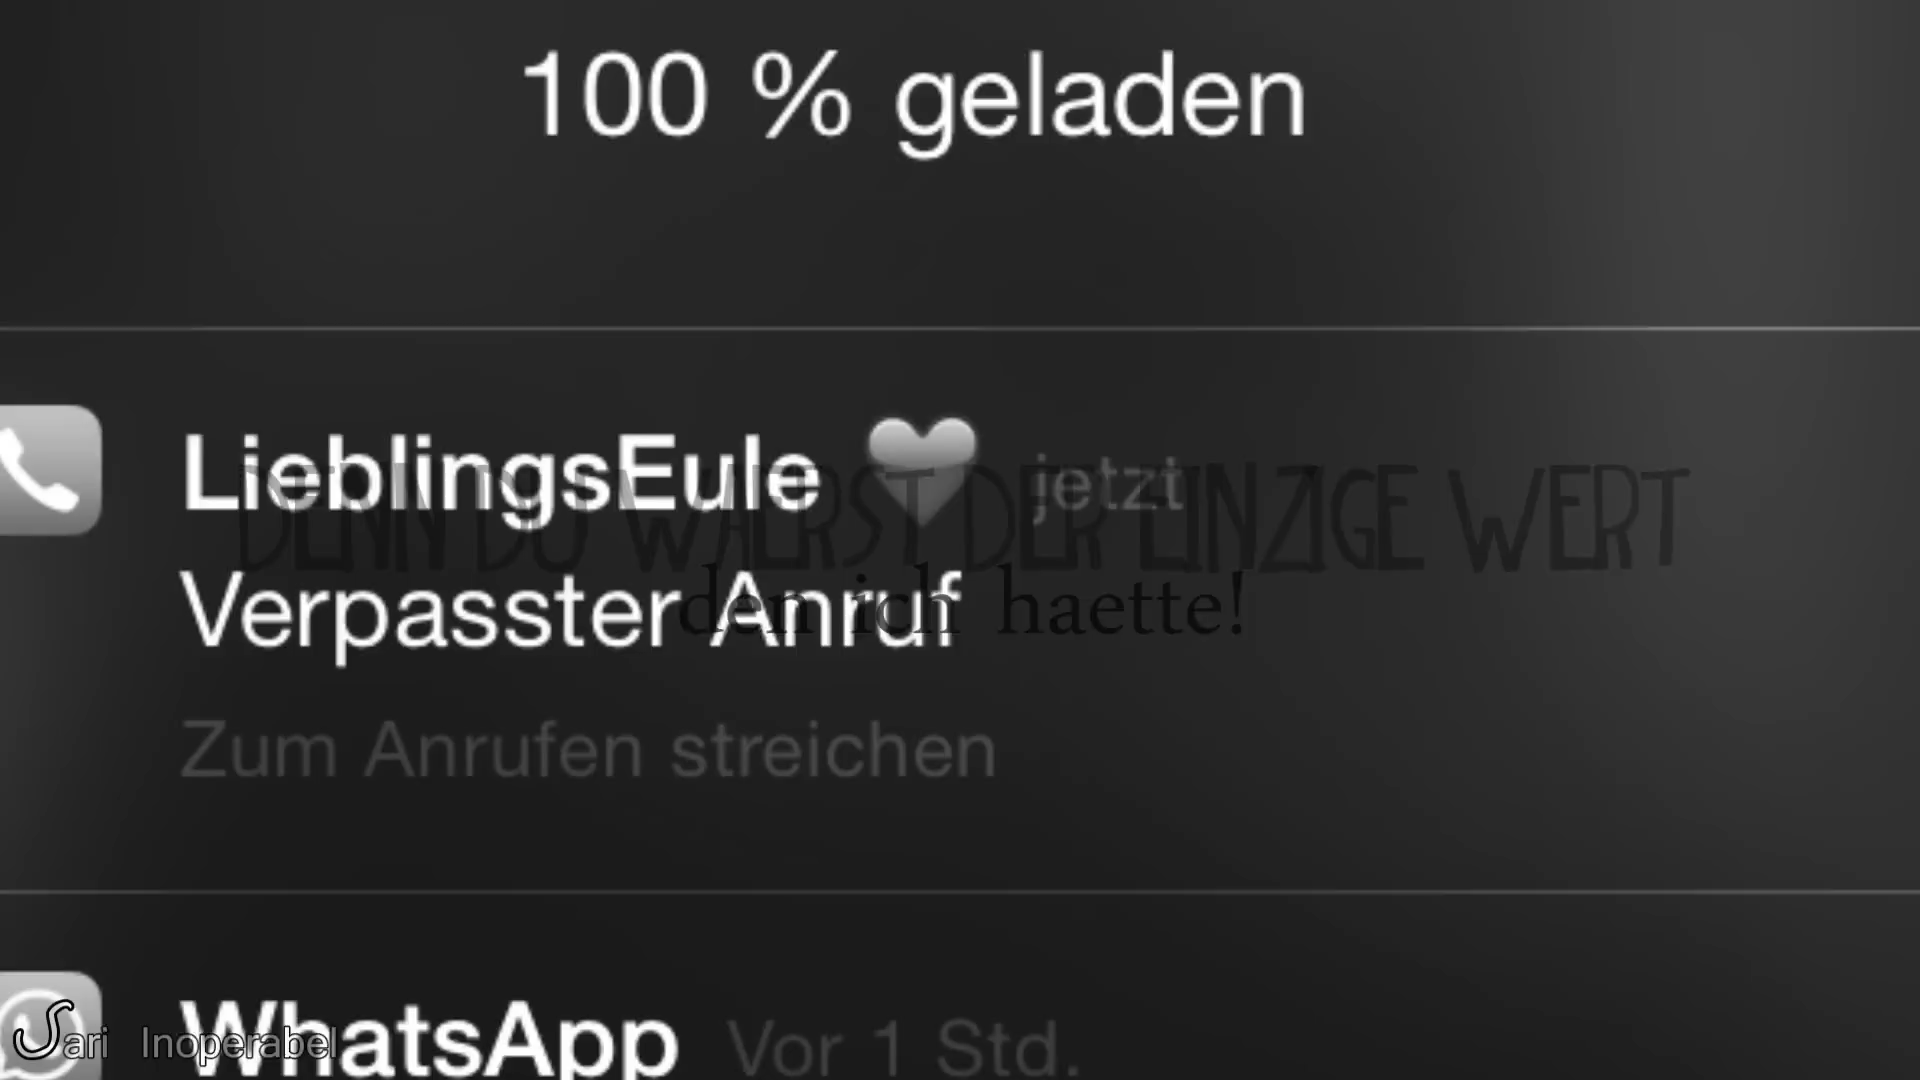 100 % geladen
LieblingsEule ♥ jetzt
DENN DU WAERST DER EINZIGE WERT
Verpasster Anruf
den ich haette!
Zum Anrufen streichen
WhatsApp Vor 1 Std.
Sari Inoperabel